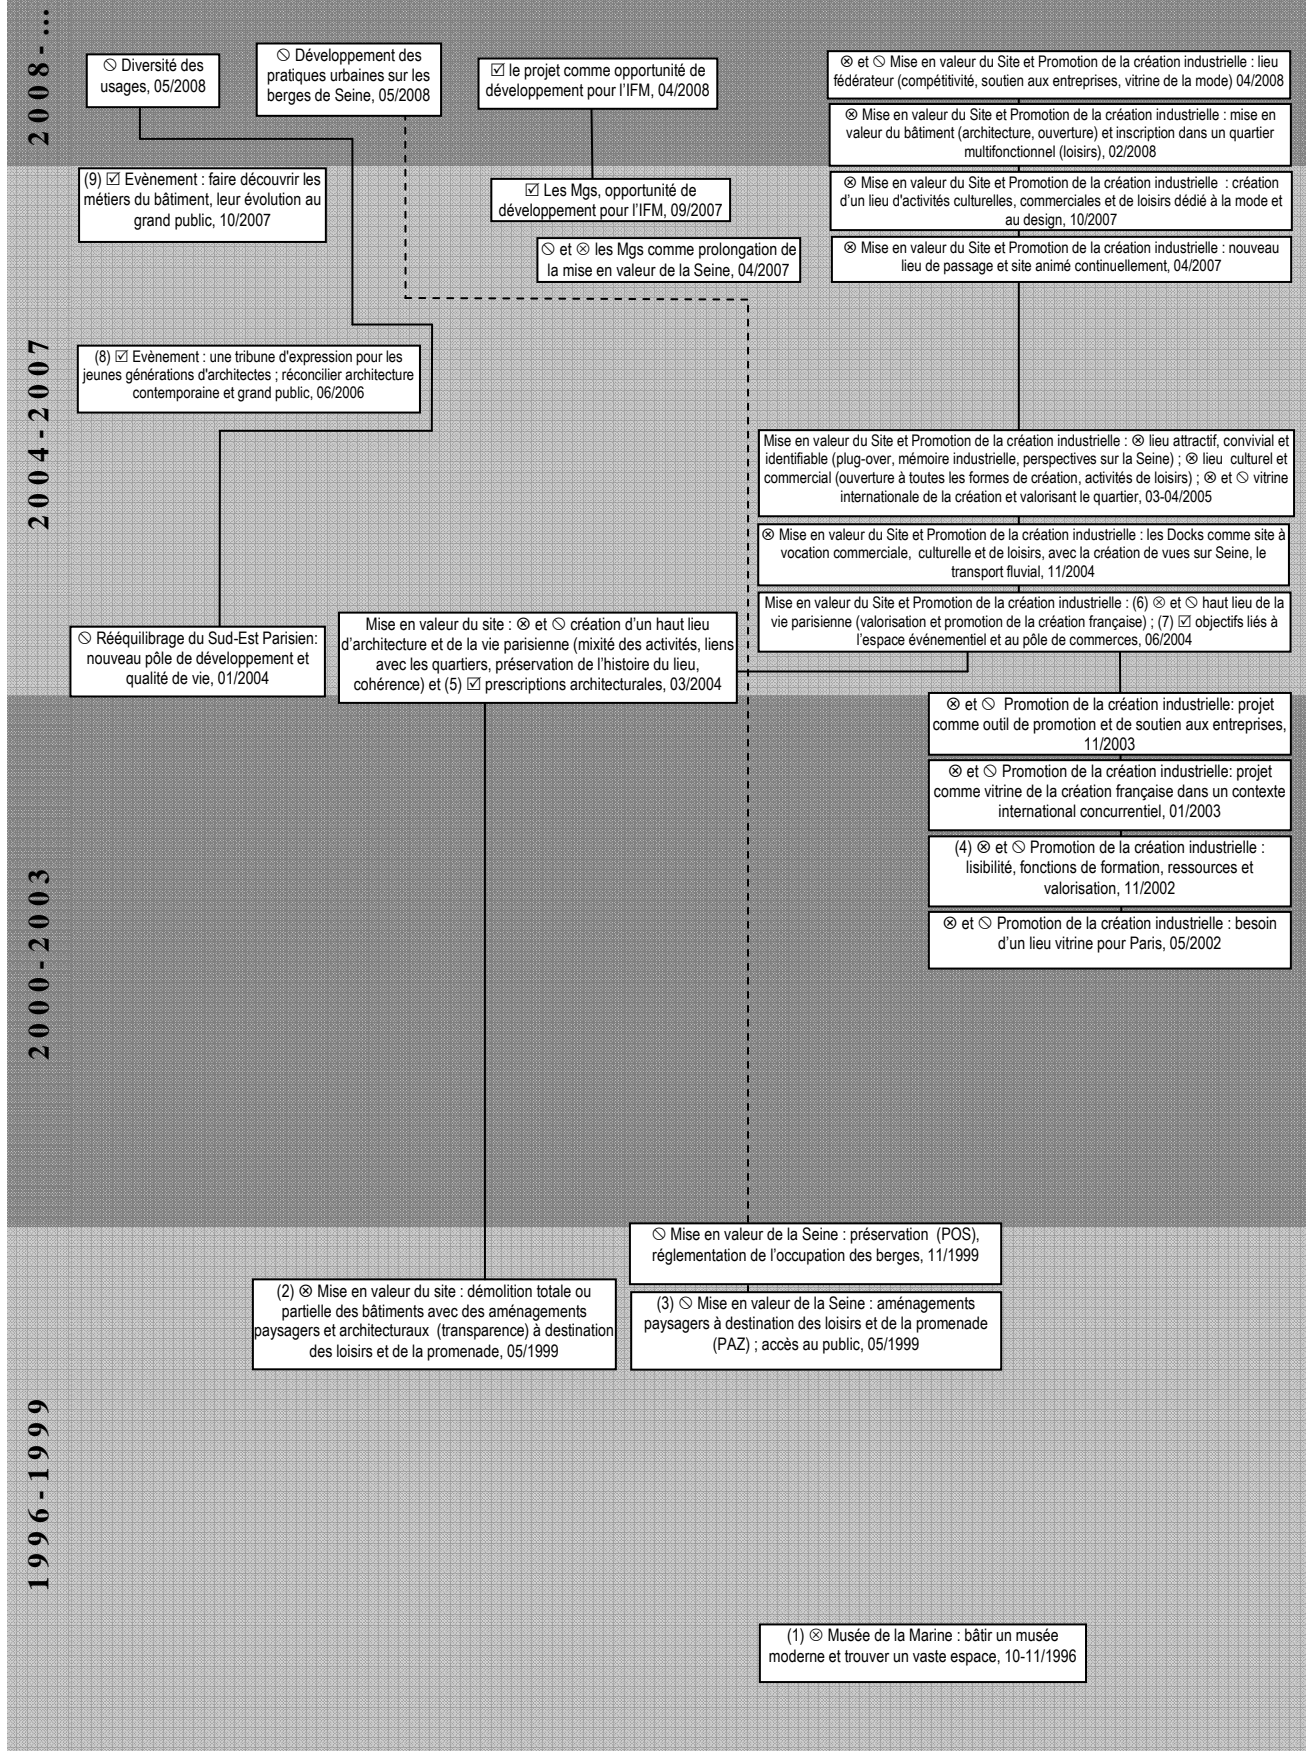 2008-...
⦸ Diversité des
usages, 05/2008
⦸ Développement des
pratiques urbaines sur les
berges de Seine, 05/2008
☑ le projet comme opportunité de
développement pour l'IFM, 04/2008
⊗ et ⦸ Mise en valeur du Site et Promotion de la création industrielle : lieu
fédérateur (compétitivité, soutien aux entreprises, vitrine de la mode) 04/2008
⊗ Mise en valeur du Site et Promotion de la création industrielle : mise en
valeur du bâtiment (architecture, ouverture) et inscription dans un quartier
multifonctionnel (loisirs), 02/2008
2004-2007
(9) ☑ Evènement : faire découvrir les
métiers du bâtiment, leur évolution au
grand public, 10/2007
☑ Les Mgs, opportunité de
développement pour l'IFM, 09/2007
⦸ et ⊗ les Mgs comme prolongation de
la mise en valeur de la Seine, 04/2007
⊗ Mise en valeur du Site et Promotion de la création industrielle : création
d'un lieu d'activités culturelles, commerciales et de loisirs dédié à la mode et
au design, 10/2007
⊗ Mise en valeur du Site et Promotion de la création industrielle : nouveau
lieu de passage et site animé continuellement, 04/2007
(8) ☑ Evènement : une tribune d'expression pour les
jeunes générations d'architectes ; réconcilier architecture
contemporaine et grand public, 06/2006
Mise en valeur du Site et Promotion de la création industrielle : ⊗ lieu attractif, convivial et
identifiable (plug-over, mémoire industrielle, perspectives sur la Seine) ; ⊗ lieu culturel et
commercial (ouverture à toutes les formes de création, activités de loisirs) ; ⊗ et ⦸ vitrine
internationale de la création et valorisant le quartier, 03-04/2005
⊗ Mise en valeur du Site et Promotion de la création industrielle : les Docks comme site à
vocation commerciale, culturelle et de loisirs, avec la création de vues sur Seine, le
transport fluvial, 11/2004
Mise en valeur du Site et Promotion de la création industrielle : (6) ⊗ et ⦸ haut lieu de la
vie parisienne (valorisation et promotion de la création française) ; (7) ☑ objectifs liés à
l'espace événementiel et au pôle de commerces, 06/2004
⦸ Rééquilibrage du Sud-Est Parisien:
nouveau pôle de développement et
qualité de vie, 01/2004
Mise en valeur du site : ⊗ et ⦸ création d'un haut lieu
d'architecture et de la vie parisienne (mixité des activités, liens
avec les quartiers, préservation de l'histoire du lieu,
cohérence) et (5) ☑ prescriptions architecturales, 03/2004
2000-2003
⊗ et ⦸ Promotion de la création industrielle: projet
comme outil de promotion et de soutien aux entreprises,
11/2003
⊗ et ⦸ Promotion de la création industrielle: projet
comme vitrine de la création française dans un contexte
international concurrentiel, 01/2003
(4) ⊗ et ⦸ Promotion de la création industrielle :
lisibilité, fonctions de formation, ressources et
valorisation, 11/2002
⊗ et ⦸ Promotion de la création industrielle : besoin
d'un lieu vitrine pour Paris, 05/2002
1996-1999
⦸ Mise en valeur de la Seine : préservation (POS),
réglementation de l'occupation des berges, 11/1999
(2) ⊗ Mise en valeur du site : démolition totale ou
partielle des bâtiments avec des aménagements
paysagers et architecturaux (transparence) à destination
des loisirs et de la promenade, 05/1999
(3) ⦸ Mise en valeur de la Seine : aménagements
paysagers à destination des loisirs et de la promenade
(PAZ) ; accès au public, 05/1999
(1) ⊗ Musée de la Marine : bâtir un musée
moderne et trouver un vaste espace, 10-11/1996